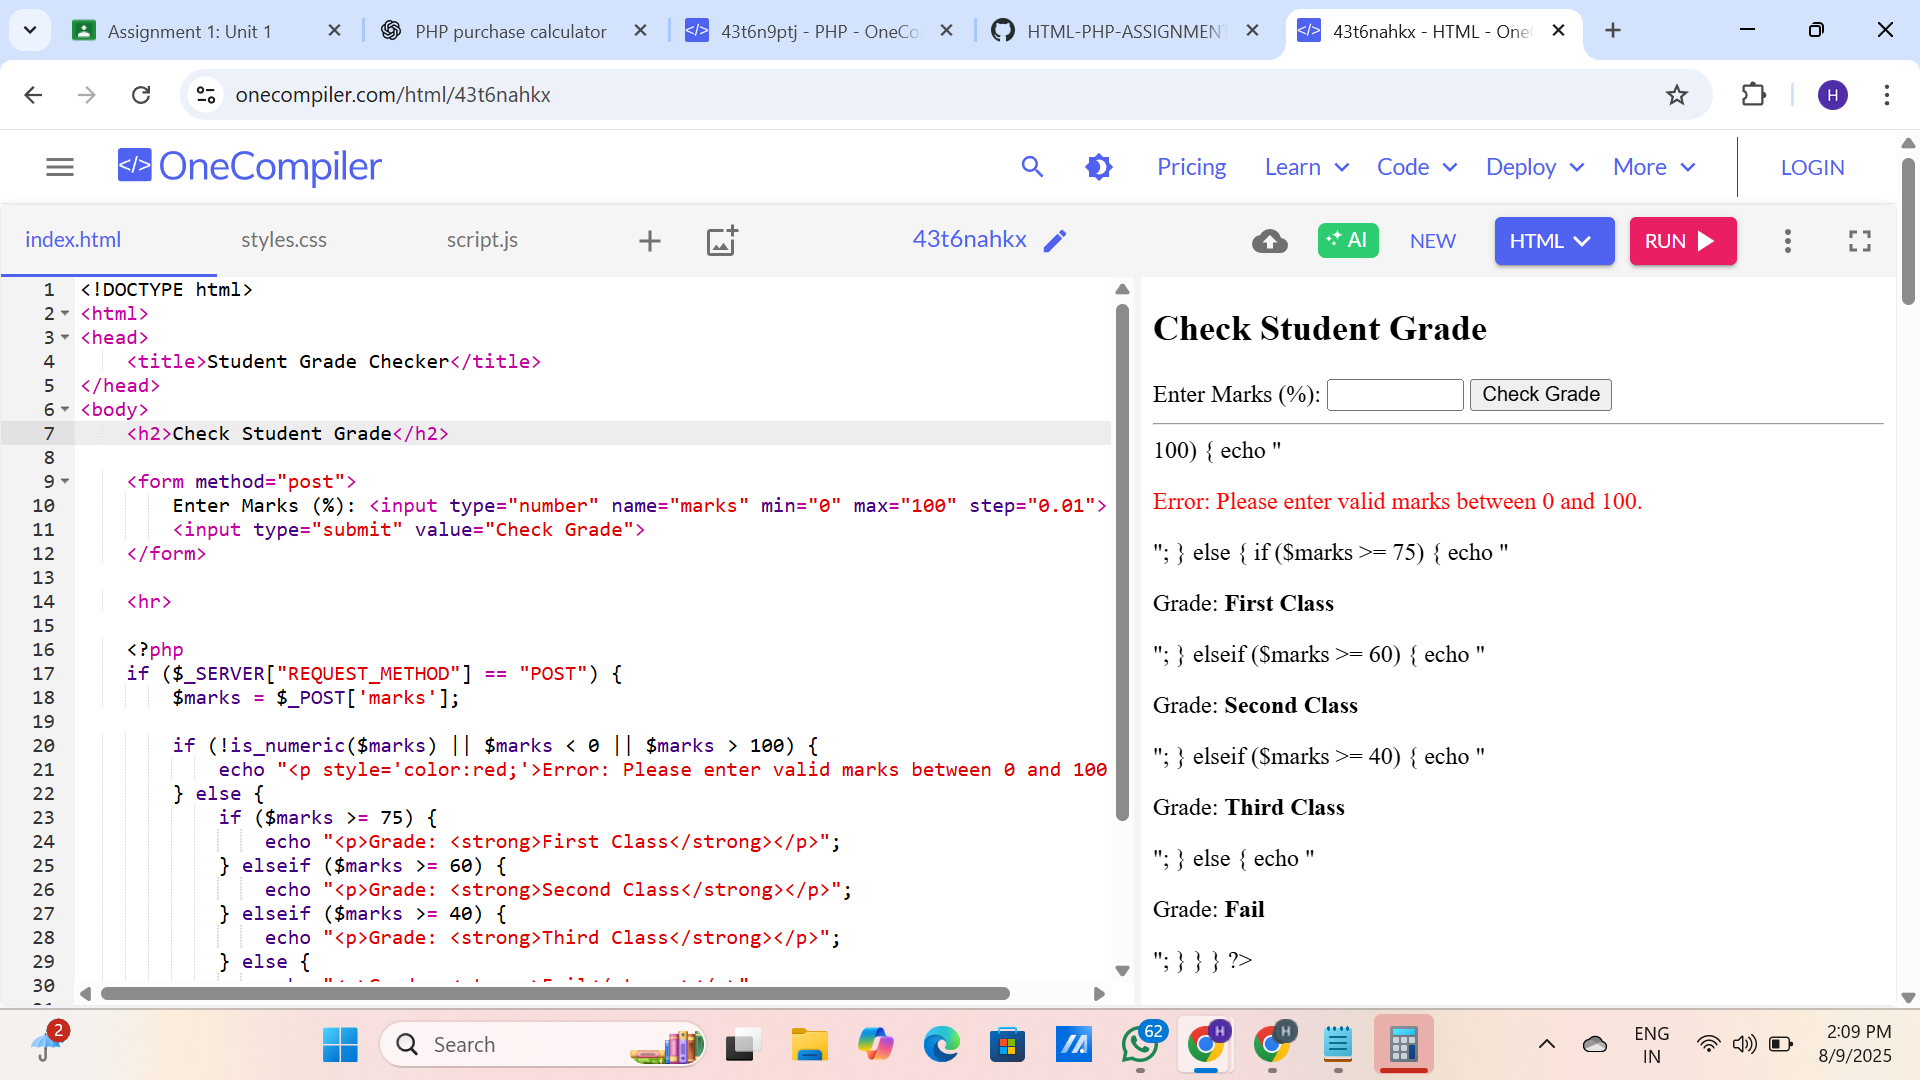 Assignment 1: Unit 1
PHP purchase calculator
43t6n9ptj - PHP - OneCo
HTML-PHP-ASSIGNMENT
43t6nahkx - HTML - One
onecompiler.com/html/43t6nahkx
H
</> OneCompiler
Pricing
Learn
Code
Deploy
More
LOGIN
index.html
styles.css
script.js
43t6nahkx
AI
NEW
HTML
RUN
1 <!DOCTYPE html>
2 <html>
3 <head>
4 <title>Student Grade Checker</title>
5 </head>
6 <body>
7 <h2>Check Student Grade</h2>
8
9 <form method="post">
10 Enter Marks (%): <input type="number" name="marks" min="0" max="100" step="0.01">
11 <input type="submit" value="Check Grade">
12 </form>
13
14 <hr>
15
16 <?php
17 if ($_SERVER["REQUEST_METHOD"] == "POST") {
18 $marks = $_POST['marks'];
19
20 if (!is_numeric($marks) || $marks < 0 || $marks > 100) {
21 echo "<p style='color:red;'>Error: Please enter valid marks between 0 and 100
22 } else {
23 if ($marks >= 75) {
24 echo "<p>Grade: <strong>First Class</strong></p>";
25 } elseif ($marks >= 60) {
26 echo "<p>Grade: <strong>Second Class</strong></p>";
27 } elseif ($marks >= 40) {
28 echo "<p>Grade: <strong>Third Class</strong></p>";
29 } else {
30
Check Student Grade
Enter Marks (%): Check Grade
100) { echo "
Error: Please enter valid marks between 0 and 100.
"; } else { if ($marks >= 75) { echo "
Grade: First Class
"; } elseif ($marks >= 60) { echo "
Grade: Second Class
"; } elseif ($marks >= 40) { echo "
Grade: Third Class
"; } else { echo "
Grade: Fail
"; } } } ?>
2
Search
62
H
H
ENG
IN
2:09 PM
8/9/2025